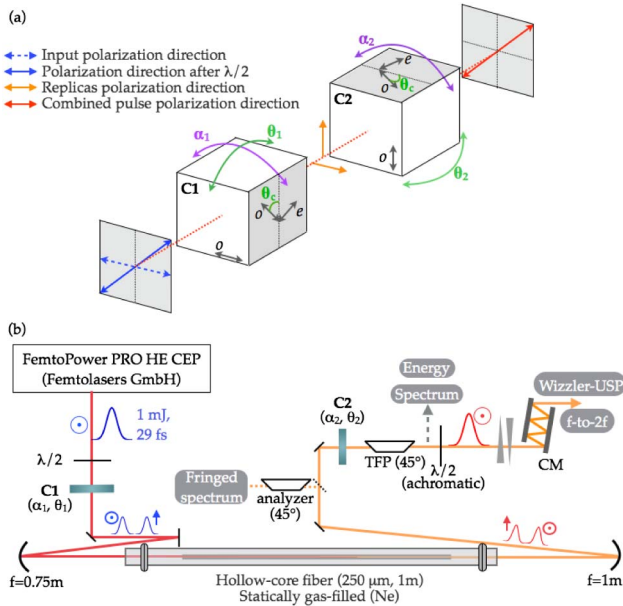 (a)
Input polarization direction
Polarization direction after λ/2
Replicas polarization direction
Combined pulse polarization direction
α₂
e
θc
o
C2
o
θ₂
α₁
θ₁
C1
θc
o
e
o
(b)
FemtoPower PRO HE CEP
(Femtolasers GmbH)
1 mJ,
29 fs
λ/2
C1
(α₁, θ₁)
Energy
Spectrum
C2
(α₂, θ₂)
TFP (45°)
λ/2
(achromatic)
Wizzler-USP
f-to-2f
CM
Fringed
spectrum
analyzer
(45°)
f=0.75m
Hollow-core fiber (250 μm, 1m)
Statically gas-filled (Ne)
f=1m